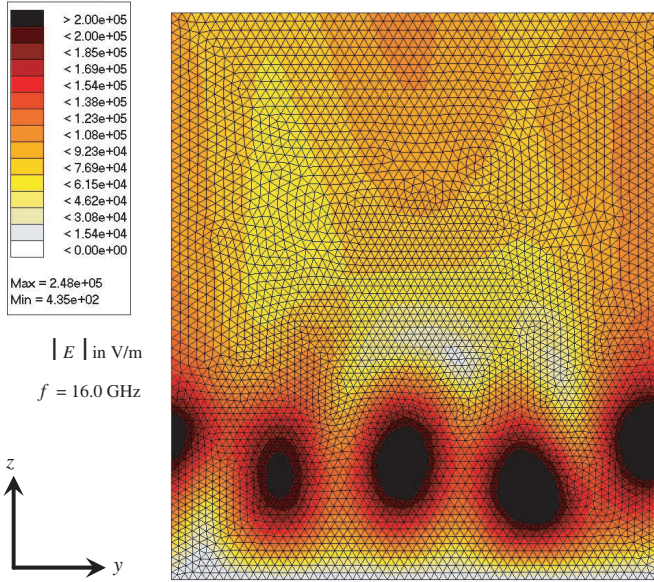 > 2.00e+05
< 2.00e+05
< 1.85e+05
< 1.69e+05
< 1.54e+05
< 1.38e+05
< 1.23e+05
< 1.08e+05
< 9.23e+04
< 7.69e+04
< 6.15e+04
< 4.62e+04
< 3.08e+04
< 1.54e+04
< 0.00e+00
Max = 2.48e+05
Min = 4.35e+02
| E | in V/m
f = 16.0 GHz
z
y